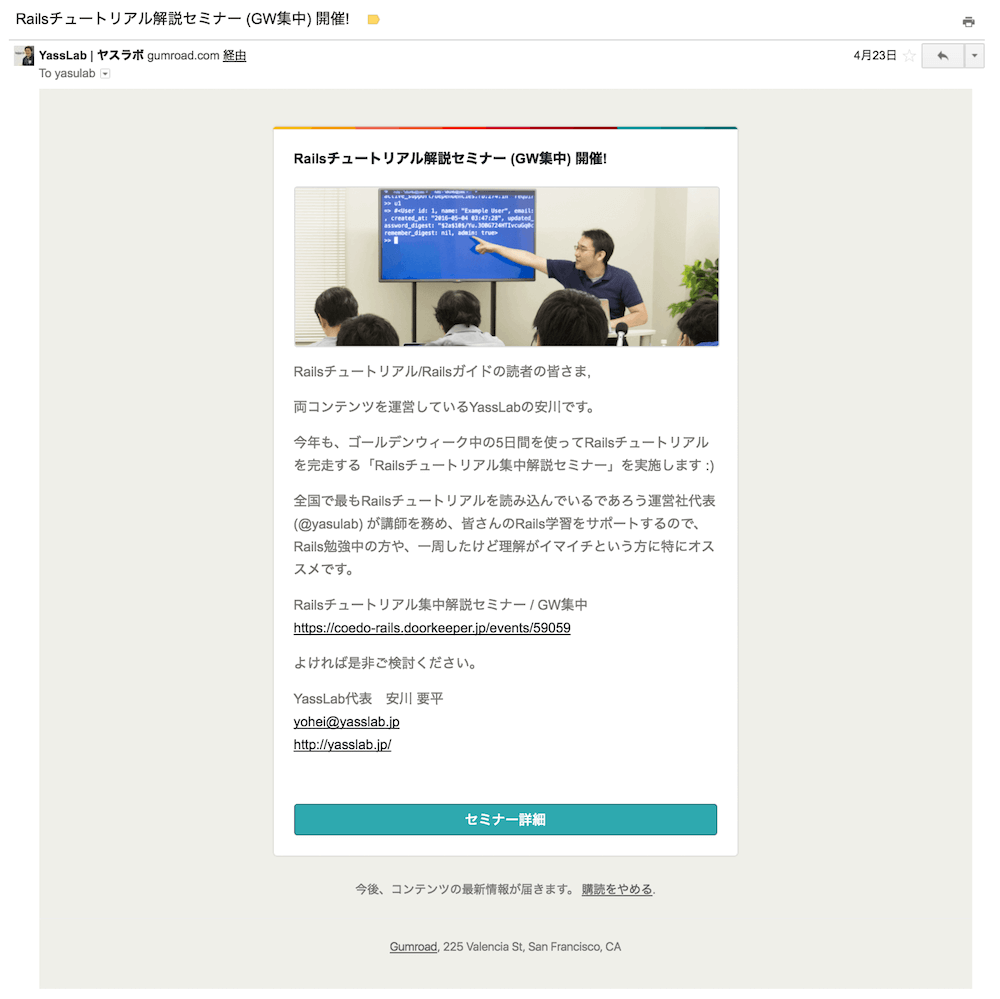 Railsチュートリアル解説セミナー (GW集中) 開催!
YassLab | ヤスラボ gumroad.com 経由
4月23日
To yasulab
Railsチュートリアル解説セミナー (GW集中) 開催!
>> u1
=> #<User id: 1, name: "Example User", email:
, created_at: "2016-05-04 03:47:28", updated_
remember_digest: nil, admin: true>
>>
Railsチュートリアル/Railsガイドの読者の皆さま,
両コンテンツを運営しているYassLabの安川です。
今年も、ゴールデンウィーク中の5日間を使ってRailsチュートリアル
を完走する「Railsチュートリアル集中解説セミナー」を実施します :)
全国で最もRailsチュートリアルを読み込んでいるであろう運営社代表
(@yasulab) が講師を務め、皆さんのRails学習をサポートするので、
Rails勉強中の方や、一周したけど理解がイマイチという方に特にオス
スメです。
Railsチュートリアル集中解説セミナー / GW集中
https://coedo-rails.doorkeeper.jp/events/59059
よければ是非ご検討ください。
YassLab代表　安川 要平
yohei@yasslab.jp
http://yasslab.jp/
セミナー詳細
今後、コンテンツの最新情報が届きます。 購読をやめる.
Gumroad, 225 Valencia St, San Francisco, CA